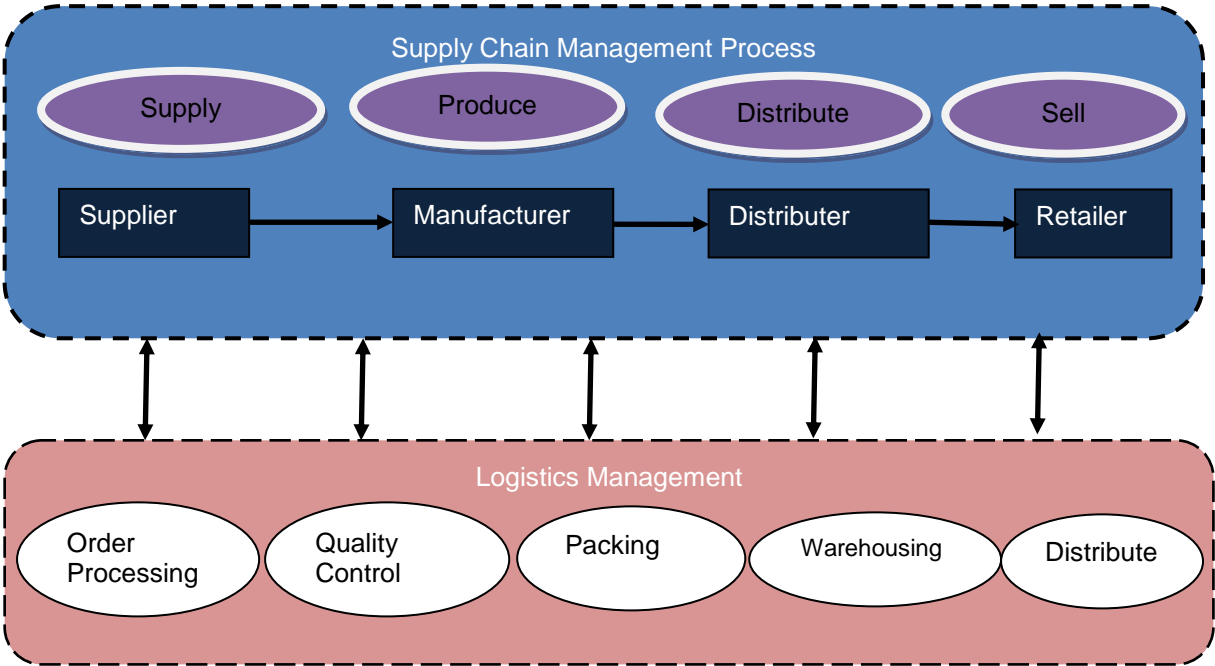 Supply Chain Management Process
Supply
Produce
Distribute
Sell
Supplier
Manufacturer
Distributer
Retailer
Logistics Management
Order
Processing
Quality
Control
Packing
Warehousing
Distribute